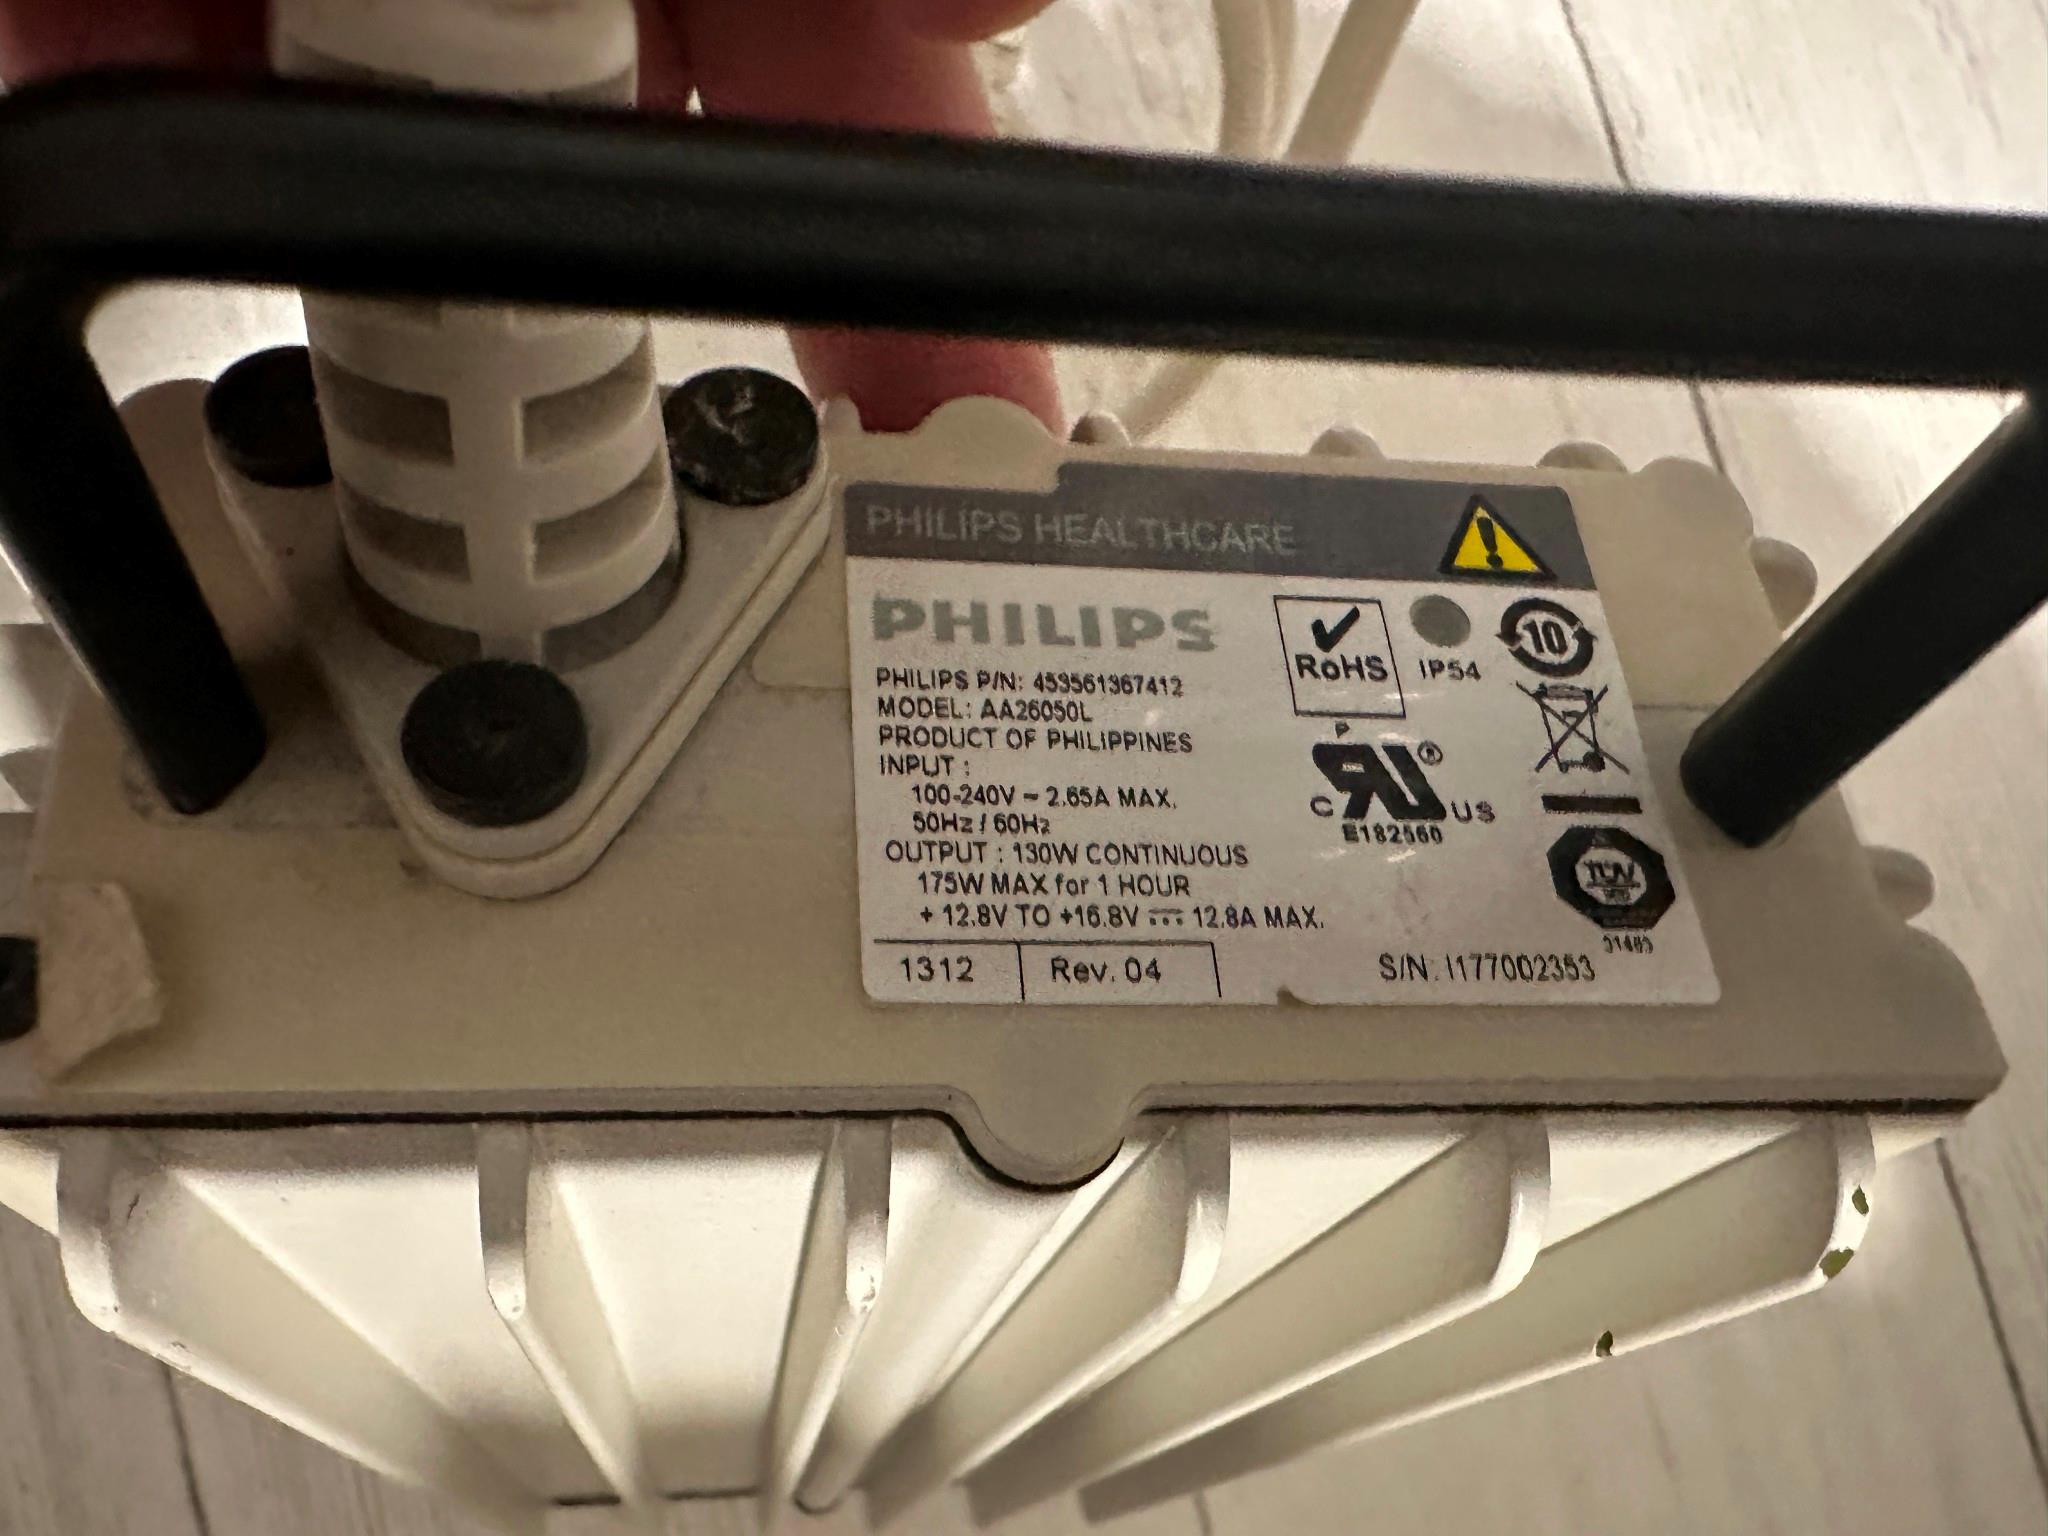 PHILIPS HEALTHCARE
PHILIPS
PHILIPS P/N: 453561367412
MODEL: AA26050L
PRODUCT OF PHILIPPINES
INPUT :
100-240V ~ 2.65A MAX.
50Hz / 60Hz
OUTPUT : 130W CONTINUOUS
175W MAX for 1 HOUR
+ 12.8V TO +16.8V ⎓ 12.8A MAX.
1312
Rev. 04
RoHS
IP54
10
P
C RU ® US
E182560
TÜV
S/N. I177002353